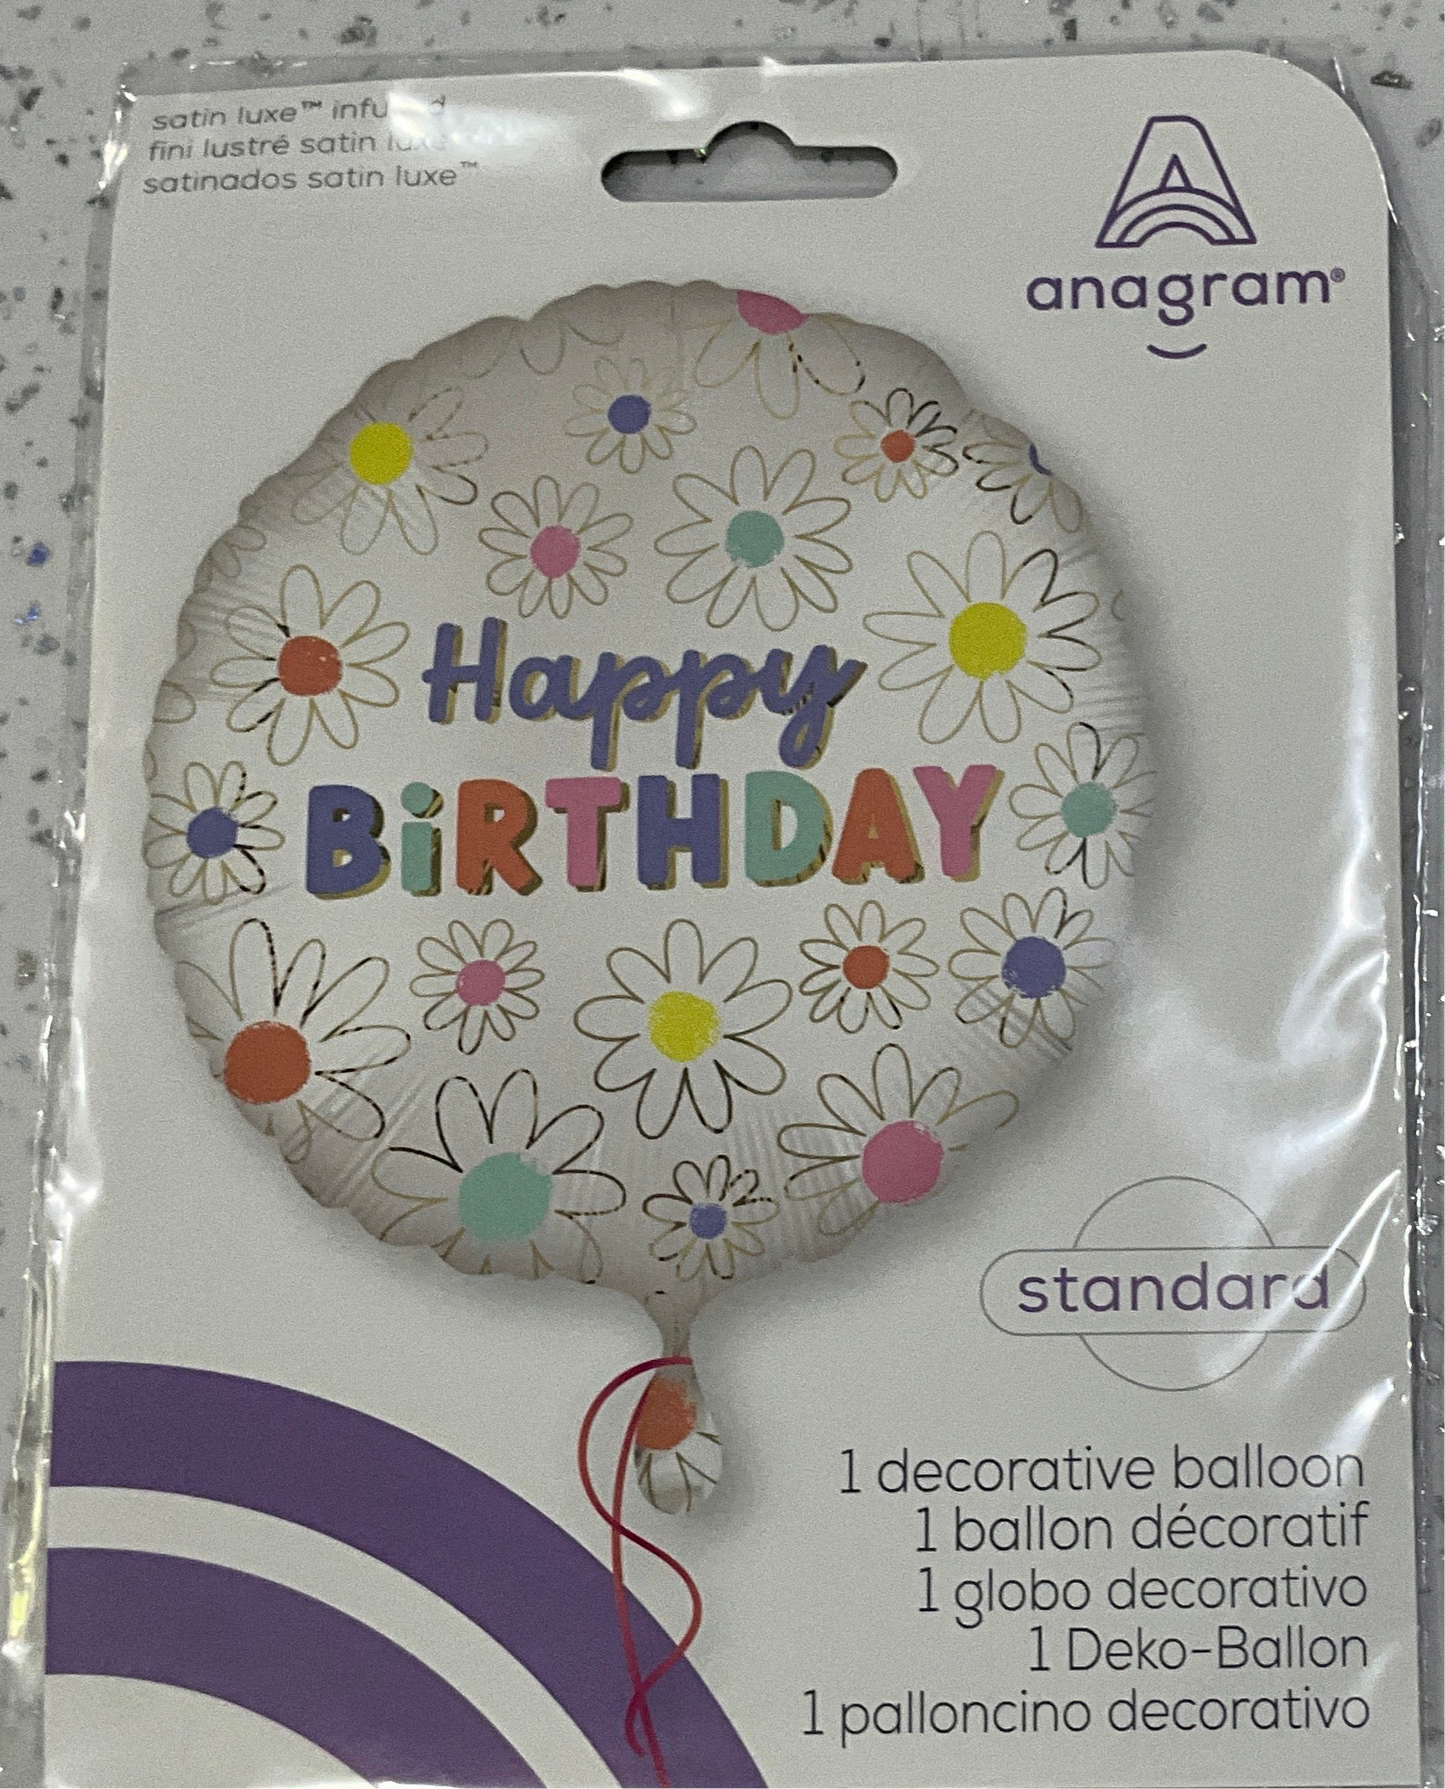 satin luxe™
fini lustré satin
satinados satin luxe™
anagram®
Happy
BiRTHDAY
standard
1 decorative balloon
1 ballon décoratif
1 globo decorativo
1 Deko-Ballon
1 palloncino decorativo